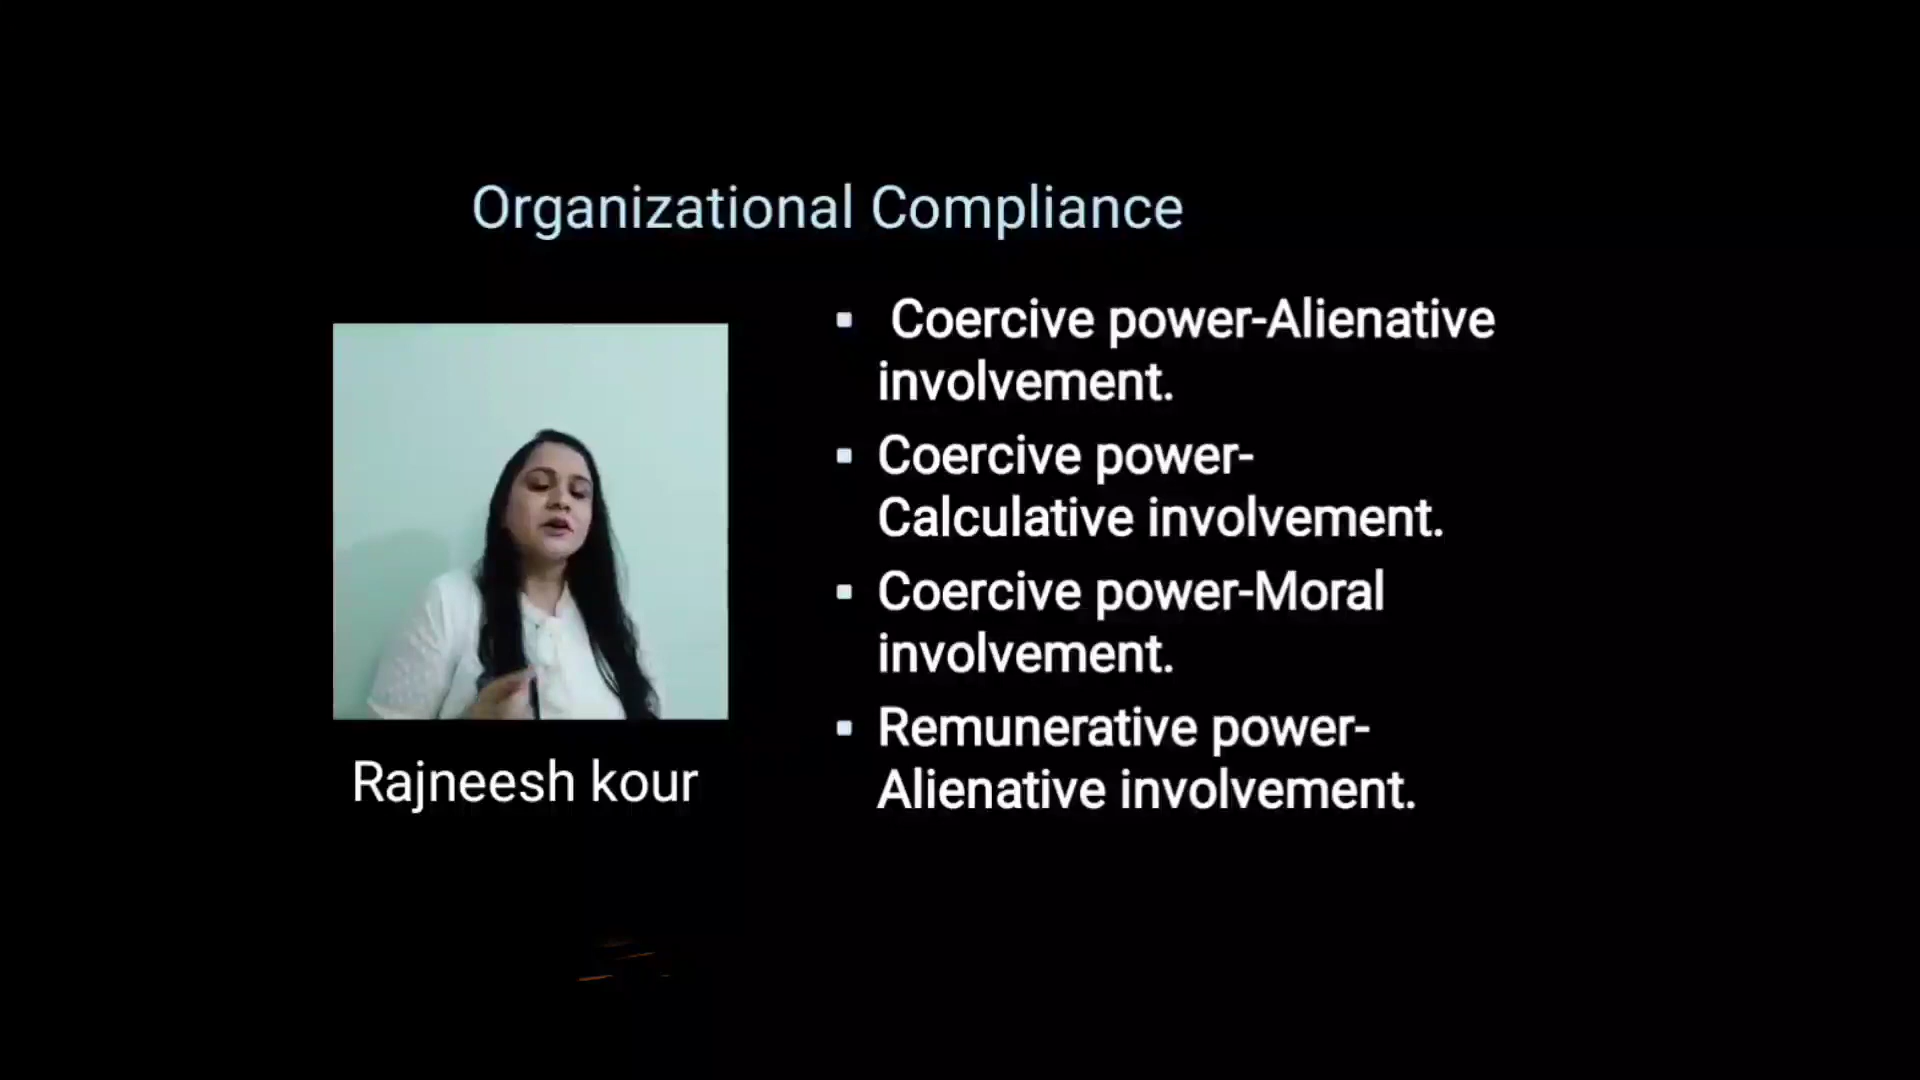 Organizational Compliance
▪ Coercive power-Alienative
involvement.
▪ Coercive power-
Calculative involvement.
▪ Coercive power-Moral
involvement.
▪ Remunerative power-
Alienative involvement.
Rajneesh kour